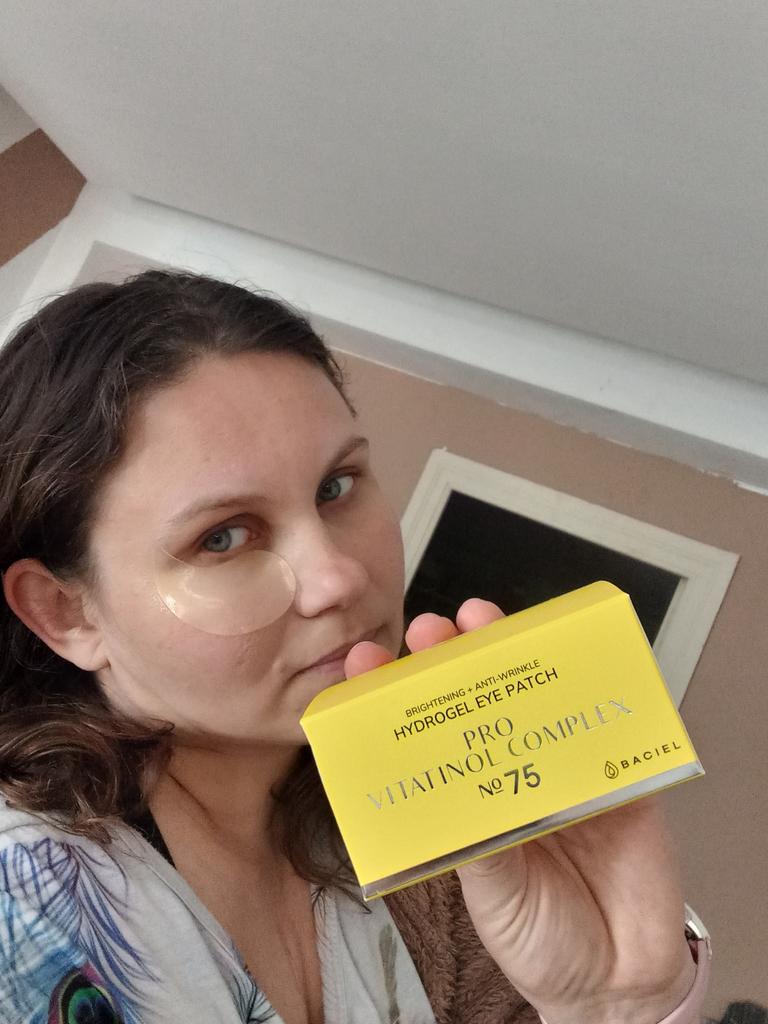 BRIGHTENING + ANTI-WRINKLE
HYDROGEL EYE PATCH
PRO
VITATINOL COMPLEX
Nº75
BACIEL